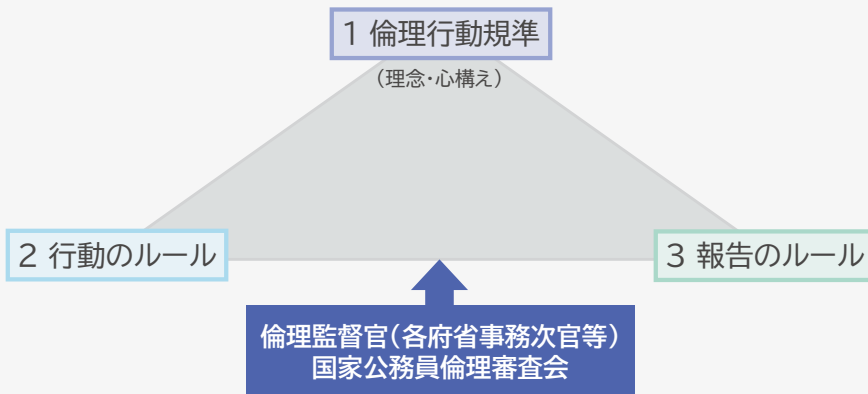 1 倫理行動規準
（理念・心構え）
2 行動のルール
3 報告のルール
倫理監督官（各府省事務次官等）
国家公務員倫理審査会